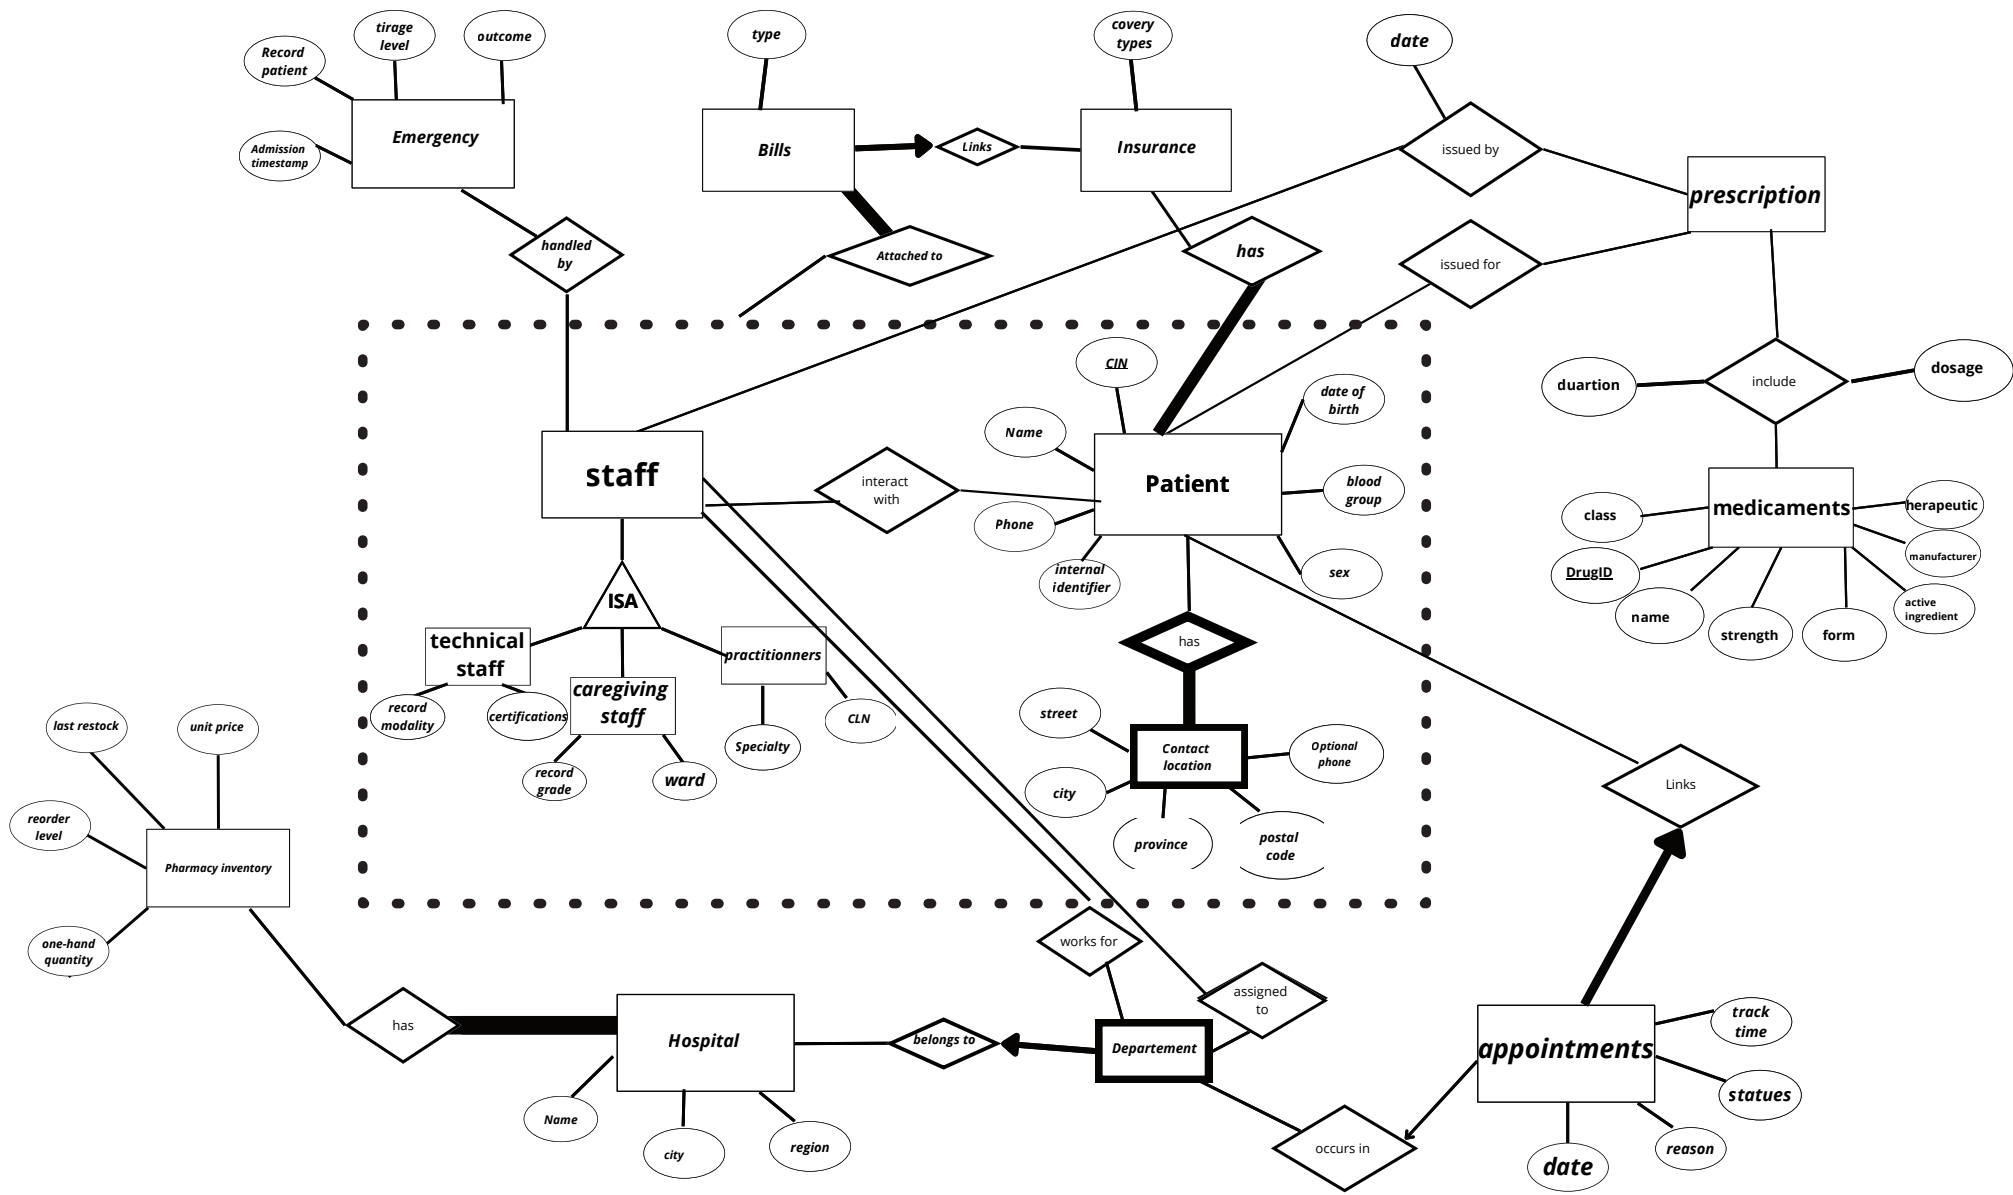 tirage
level
outcome
Record
patient
type
covery
types
date
Emergency
Admission
timestamp
Bills
Links
Insurance
issued by
prescription
handled
by
Attached to
has
issued for
CIN
duartion
include
dosage
date of
birth
Name
staff
interact
with
Patient
blood
group
Phone
internal
identifier
sex
class
medicaments
herapeutic
manufacturer
DrugID
name
strength
form
active
ingredient
ISA
technical
staff
practitionners
caregiving
staff
record
modality
certifications
CLN
Specialty
record
grade
ward
has
street
Contact
location
Optional
phone
city
province
postal
code
Links
last restock
unit price
reorder
level
Pharmacy inventory
one-hand
quantity
works for
assigned
to
has
Hospital
belongs to
Departement
appointments
track
time
statues
reason
date
occurs in
Name
city
region